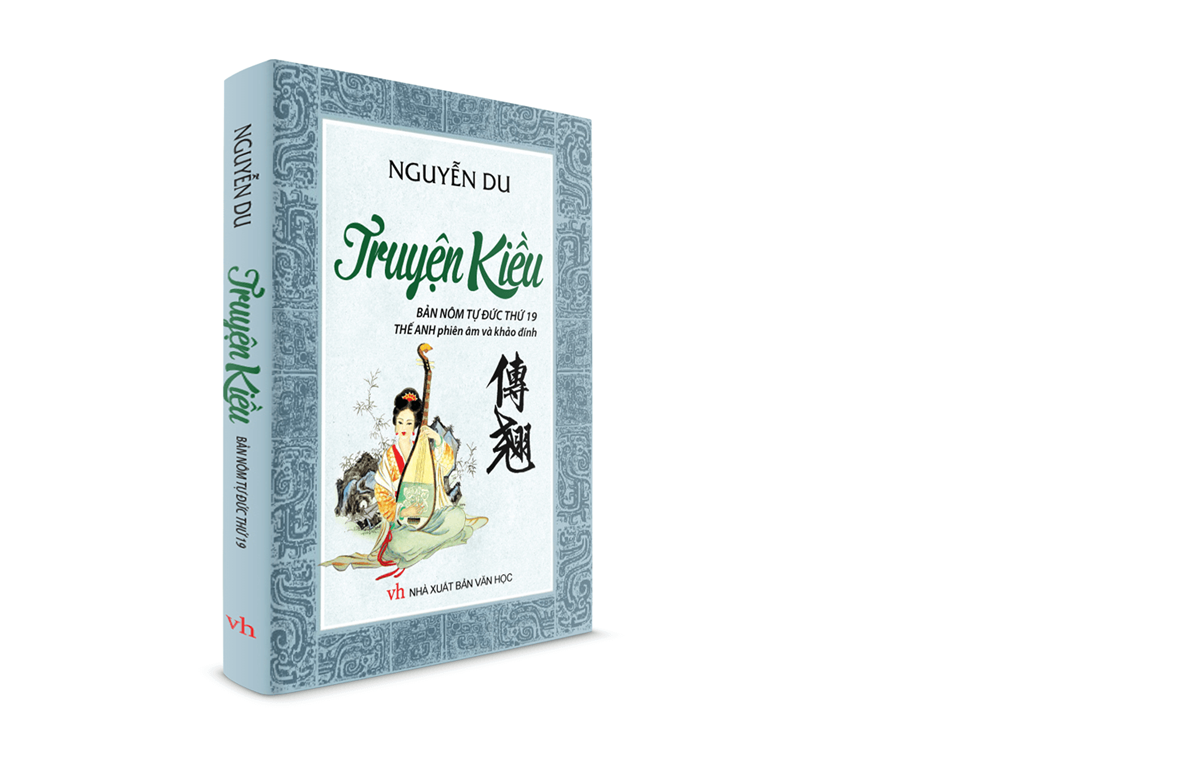 NGUYỄN DU
Truyện Kiều
BẢN NÔM TỰ ĐỨC THỨ 19
vh
NGUYỄN DU
Truyện Kiều
BẢN NÔM TỰ ĐỨC THỨ 19
THẾ ANH phiên âm và khảo đính
傳
翹
vh NHÀ XUẤT BẢN VĂN HỌC